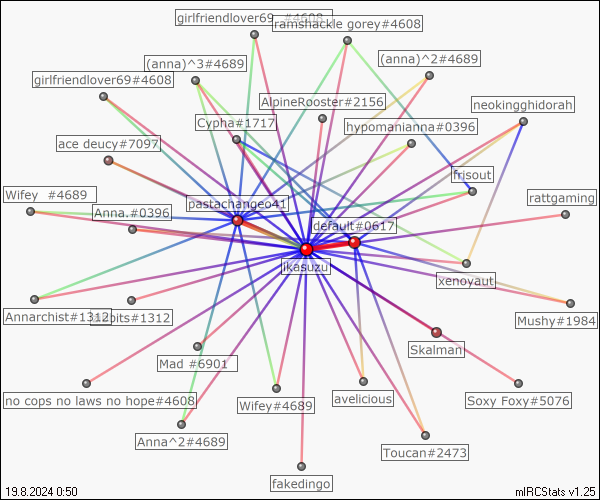 girlfriendlover69 #4608
ramshackle gorey#4608
(anna)^3#4689
(anna)^2#4689
girlfriendlover69#4608
AlpineRooster#2156
neokingghidorah
Cypha#1717
hypomanianna#0396
ace deucy#7097
frisout
Wifey #4689
pastachangeo41
rattgaming
Anna.#0396
default#0617
jkasuzu
xenoyaut
Annarchist#1312
#1312
Mushy#1984
Skalman
Mad #6901
no cops no laws no hope#4608
Wifey#4689
avelicious
Soxy Foxy#5076
Anna^2#4689
Toucan#2473
fakedingo
19.8.2024 0:50
mIRCStats v1.25